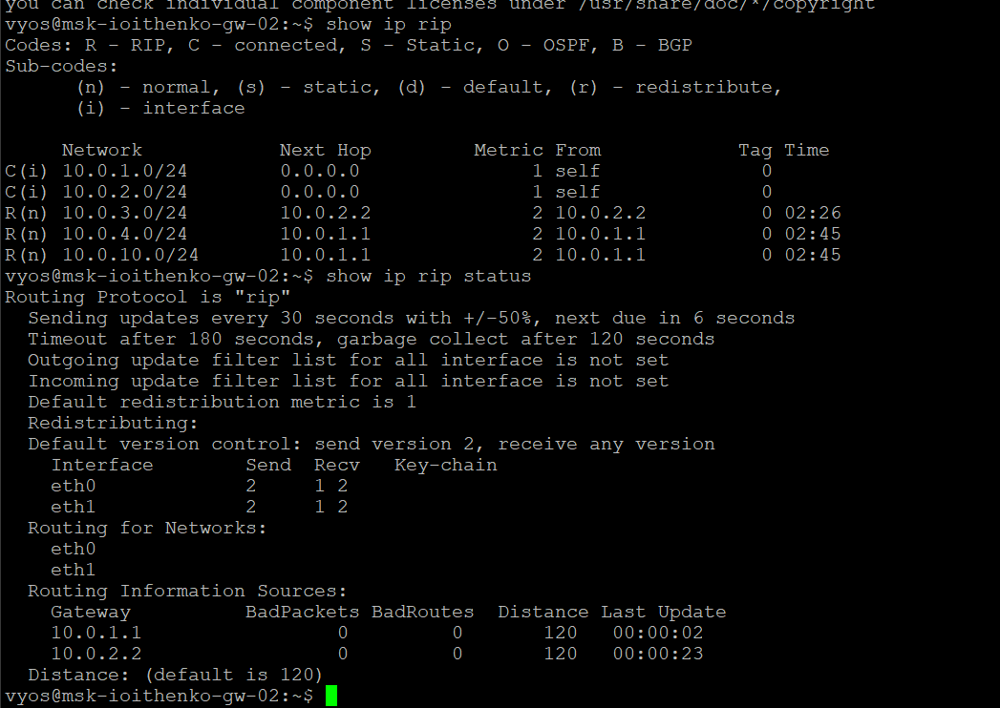 you can check individual component licenses under /usr/share/doc/*/copyright
vyos@msk-ioithenko-gw-02:~$ show ip rip
Codes: R - RIP, C - connected, S - Static, O - OSPF, B - BGP
Sub-codes:
      (n) - normal, (s) - static, (d) - default, (r) - redistribute,
      (i) - interface

     Network            Next Hop         Metric From            Tag Time
C(i) 10.0.1.0/24        0.0.0.0               1 self              0
C(i) 10.0.2.0/24        0.0.0.0               1 self              0
R(n) 10.0.3.0/24        10.0.2.2              2 10.0.2.2          0 02:26
R(n) 10.0.4.0/24        10.0.1.1              2 10.0.1.1          0 02:45
R(n) 10.0.10.0/24       10.0.1.1              2 10.0.1.1          0 02:45
vyos@msk-ioithenko-gw-02:~$ show ip rip status
Routing Protocol is "rip"
  Sending updates every 30 seconds with +/-50%, next due in 6 seconds
  Timeout after 180 seconds, garbage collect after 120 seconds
  Outgoing update filter list for all interface is not set
  Incoming update filter list for all interface is not set
  Default redistribution metric is 1
  Redistributing:
  Default version control: send version 2, receive any version
    Interface        Send  Recv   Key-chain
    eth0             2     1 2
    eth1             2     1 2
  Routing for Networks:
    eth0
    eth1
  Routing Information Sources:
    Gateway          BadPackets BadRoutes  Distance Last Update
    10.0.1.1                 0         0       120   00:00:02
    10.0.2.2                 0         0       120   00:00:23
  Distance: (default is 120)
vyos@msk-ioithenko-gw-02:~$